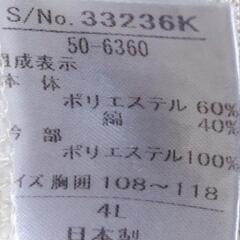 S/No. 33236K
50-6360
組成表示
本 体
ポリエステル 60%
綿 40%
部
ポリエステル100%
イズ 胸囲 108〜118
4L
日本製